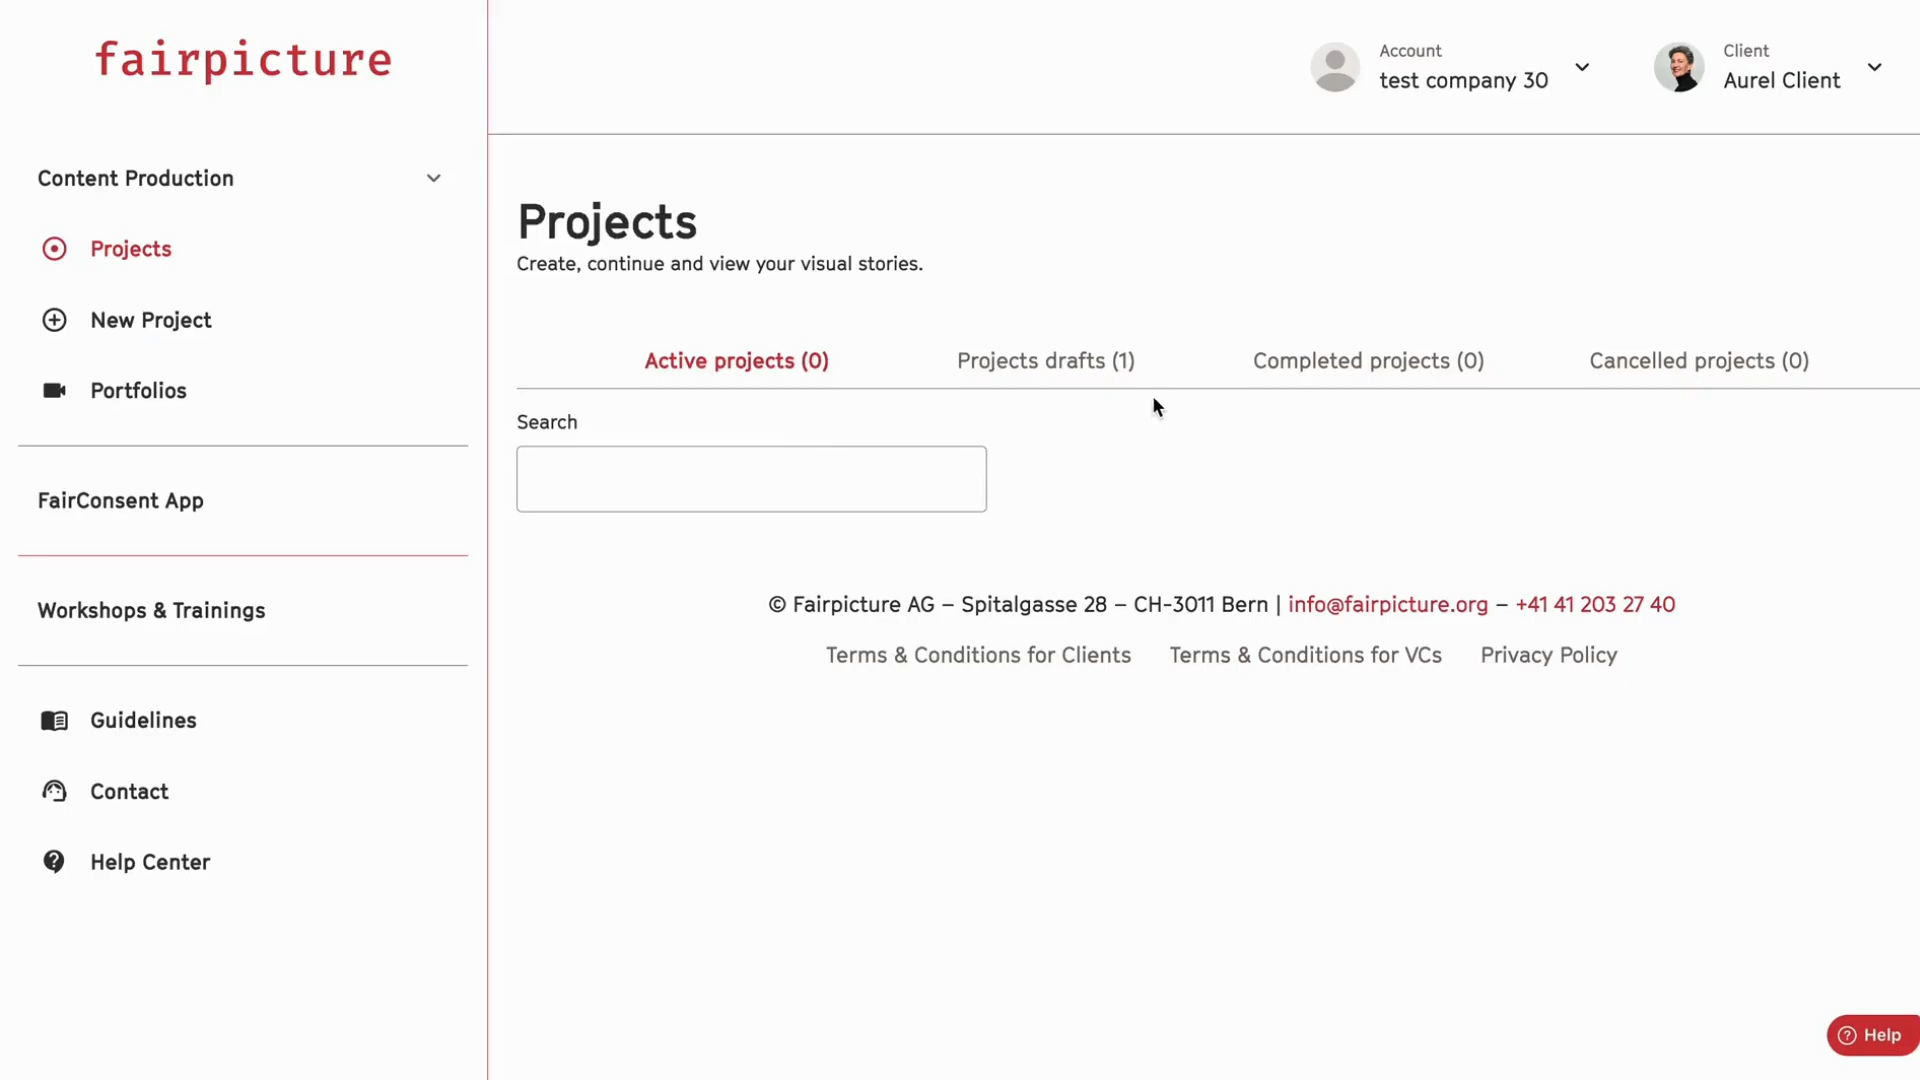 fairpicture
Account
test company 30
Client
Aurel Client
Content Production
Projects
New Project
Portfolios
FairConsent App
Workshops & Trainings
Guidelines
Contact
Help Center
Projects
Create, continue and view your visual stories.
Active projects (0)
Projects drafts (1)
Completed projects (0)
Cancelled projects (0)
Search
© Fairpicture AG – Spitalgasse 28 – CH-3011 Bern | info@fairpicture.org – +41 41 203 27 40
Terms & Conditions for Clients
Terms & Conditions for VCs
Privacy Policy
Help